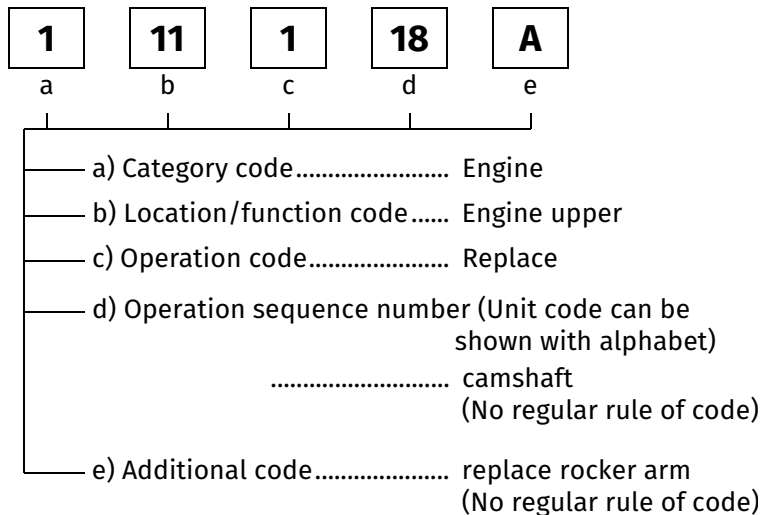 1 11 1 18 A
a b c d e
a) Category code....................... Engine
b) Location/function code...... Engine upper
c) Operation code..................... Replace
d) Operation sequence number (Unit code can be
shown with alphabet)
........................... camshaft
(No regular rule of code)
e) Additional code.................... replace rocker arm
(No regular rule of code)